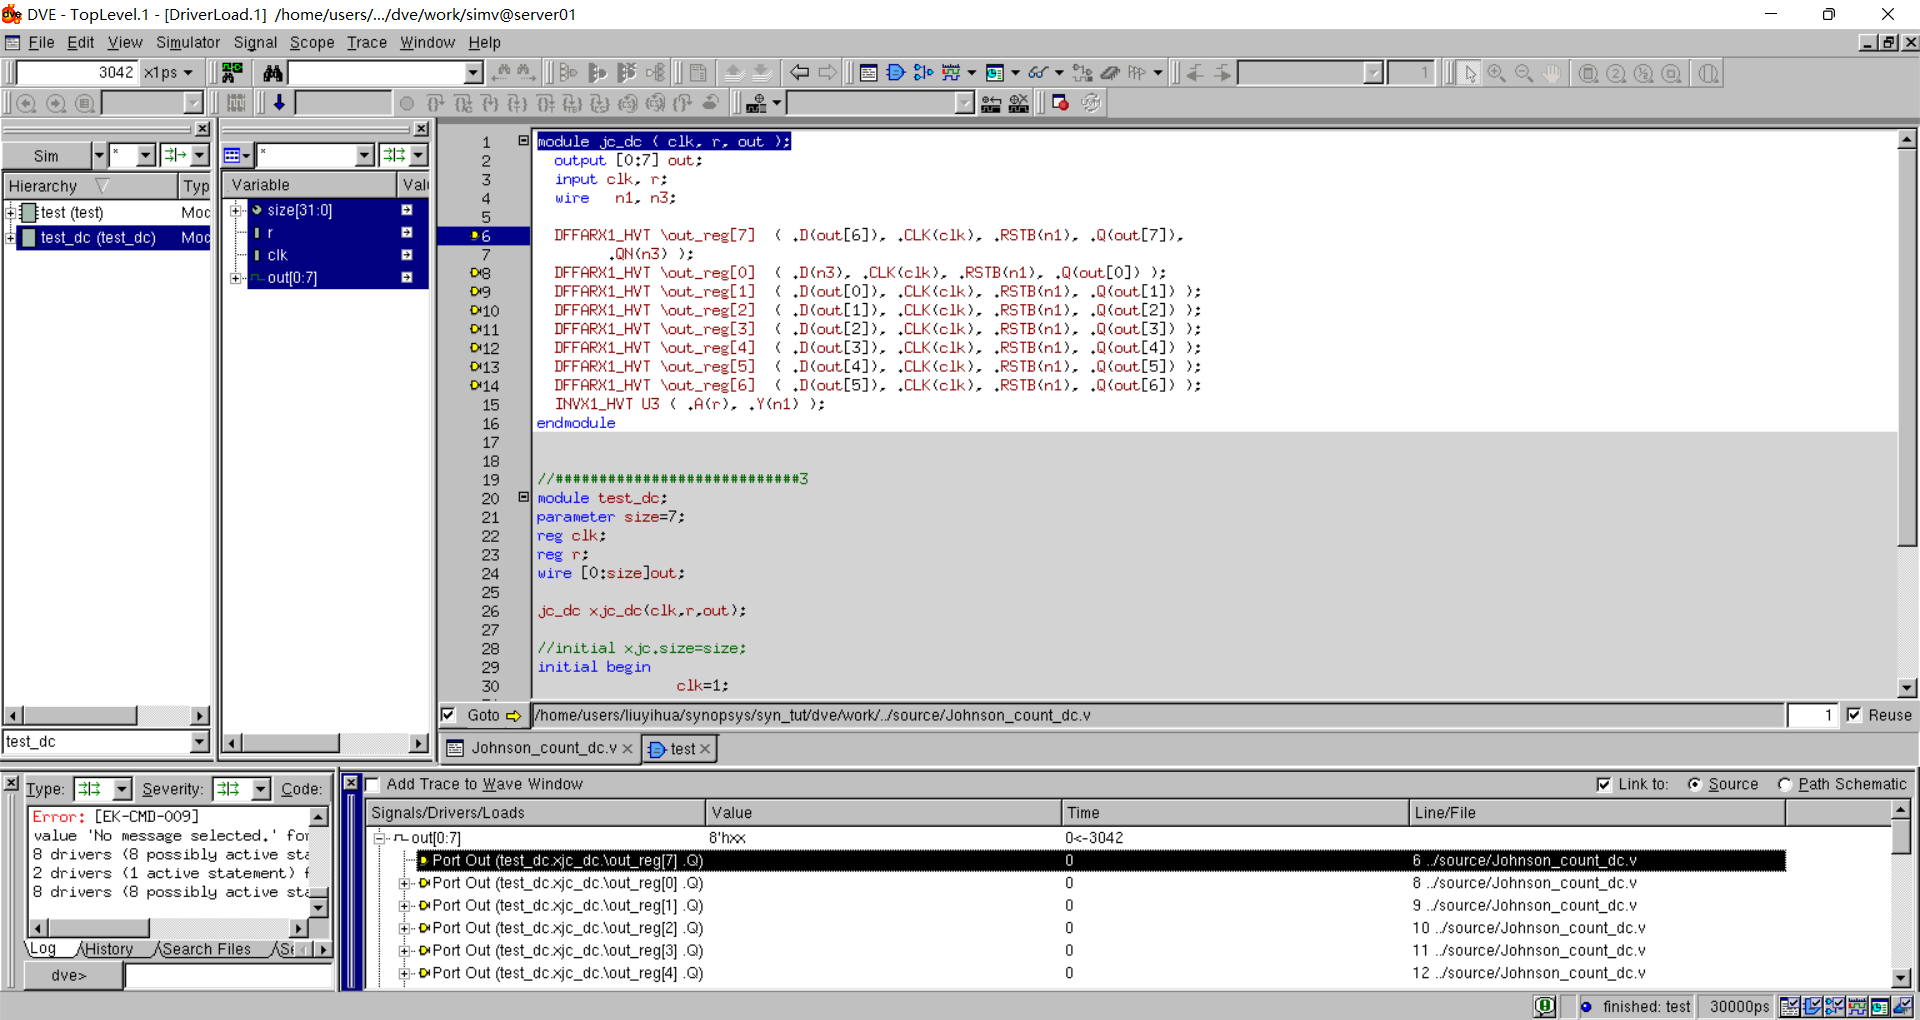 DVE - TopLevel.1 - [DriverLoad.1] /home/users/.../dve/work/simv@server01
File Edit View Simulator Signal Scope Trace Window Help
3042 x1ps
1
Sim * *
Hierarchy Typ Variable Valu
test (test) Moc
test_dc (test_dc) Moc
size[31:0]
r
clk
out[0:7]
test_dc
1 module jc_dc ( clk, r, out );
2 output [0:7] out;
3 input clk, r;
4 wire n1, n3;
5
6 DFFARX1_HVT \out_reg[7] ( .D(out[6]), .CLK(clk), .RSTB(n1), .Q(out[7]),
7 .QN(n3) );
8 DFFARX1_HVT \out_reg[0] ( .D(n3), .CLK(clk), .RSTB(n1), .Q(out[0]) );
9 DFFARX1_HVT \out_reg[1] ( .D(out[0]), .CLK(clk), .RSTB(n1), .Q(out[1]) );
10 DFFARX1_HVT \out_reg[2] ( .D(out[1]), .CLK(clk), .RSTB(n1), .Q(out[2]) );
11 DFFARX1_HVT \out_reg[3] ( .D(out[2]), .CLK(clk), .RSTB(n1), .Q(out[3]) );
12 DFFARX1_HVT \out_reg[4] ( .D(out[3]), .CLK(clk), .RSTB(n1), .Q(out[4]) );
13 DFFARX1_HVT \out_reg[5] ( .D(out[4]), .CLK(clk), .RSTB(n1), .Q(out[5]) );
14 DFFARX1_HVT \out_reg[6] ( .D(out[5]), .CLK(clk), .RSTB(n1), .Q(out[6]) );
15 INVX1_HVT U3 ( .A(r), .Y(n1) );
16 endmodule
17
18
19 //############################3
20 module test_dc;
21 parameter size=7;
22 reg clk;
23 reg r;
24 wire [0:size]out;
25
26 jc_dc xjc_dc(clk,r,out);
27
28 //initial xjc.size=size;
29 initial begin
30 clk=1;
Goto /home/users/liuyihua/synopsys/syn_tut/dve/work/../source/Johnson_count_dc.v 1 Reuse
Johnson_count_dc.v test
Type: Severity: Code:
Error: [EK-CMD-009]
value 'No message selected.' for
8 drivers (8 possibly active sta
2 drivers (1 active statement) f
8 drivers (8 possibly active sta
Log History Search Files Se
dve>
Add Trace to Wave Window Link to: Source Path Schematic
Signals/Drivers/Loads Value Time Line/File
out[0:7] 8'hxx 0<-3042
Port Out (test_dc.xjc_dc.\out_reg[7] .Q) 0 6 ../source/Johnson_count_dc.v
Port Out (test_dc.xjc_dc.\out_reg[0] .Q) 0 8 ../source/Johnson_count_dc.v
Port Out (test_dc.xjc_dc.\out_reg[1] .Q) 0 9 ../source/Johnson_count_dc.v
Port Out (test_dc.xjc_dc.\out_reg[2] .Q) 0 10 ../source/Johnson_count_dc.v
Port Out (test_dc.xjc_dc.\out_reg[3] .Q) 0 11 ../source/Johnson_count_dc.v
Port Out (test_dc.xjc_dc.\out_reg[4] .Q) 0 12 ../source/Johnson_count_dc.v
finished: test 30000ps